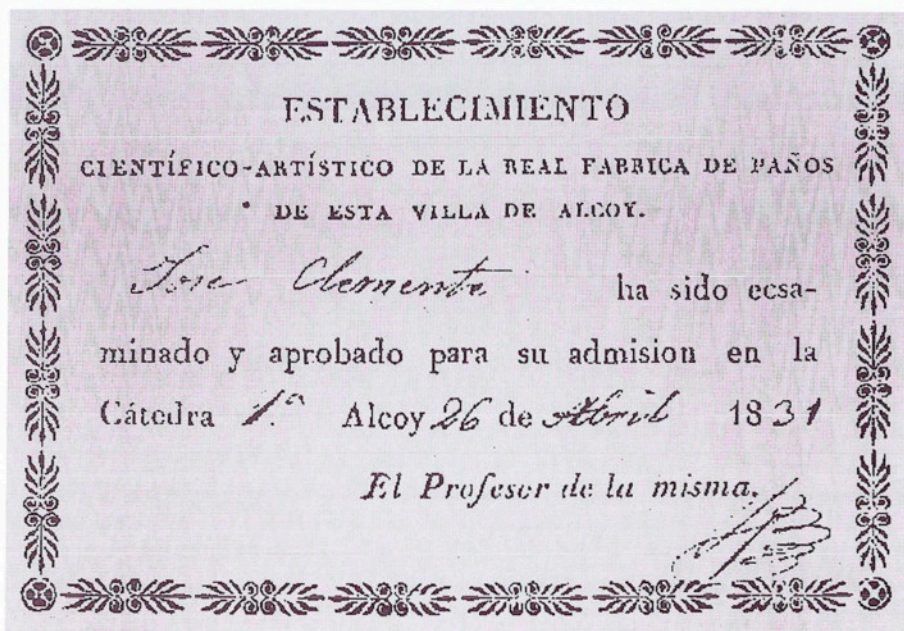 ESTABLECIMIENTO
CIENTÍFICO-ARTÍSTICO DE LA REAL FABRICA DE PAÑOS
DE ESTA VILLA DE ALCOY.
Jose Clemente ha sido ecsa-
minado y aprobado para su admision en la
Cátedra 1.ª Alcoy 26 de Abril 1831
El Profesor de la misma.